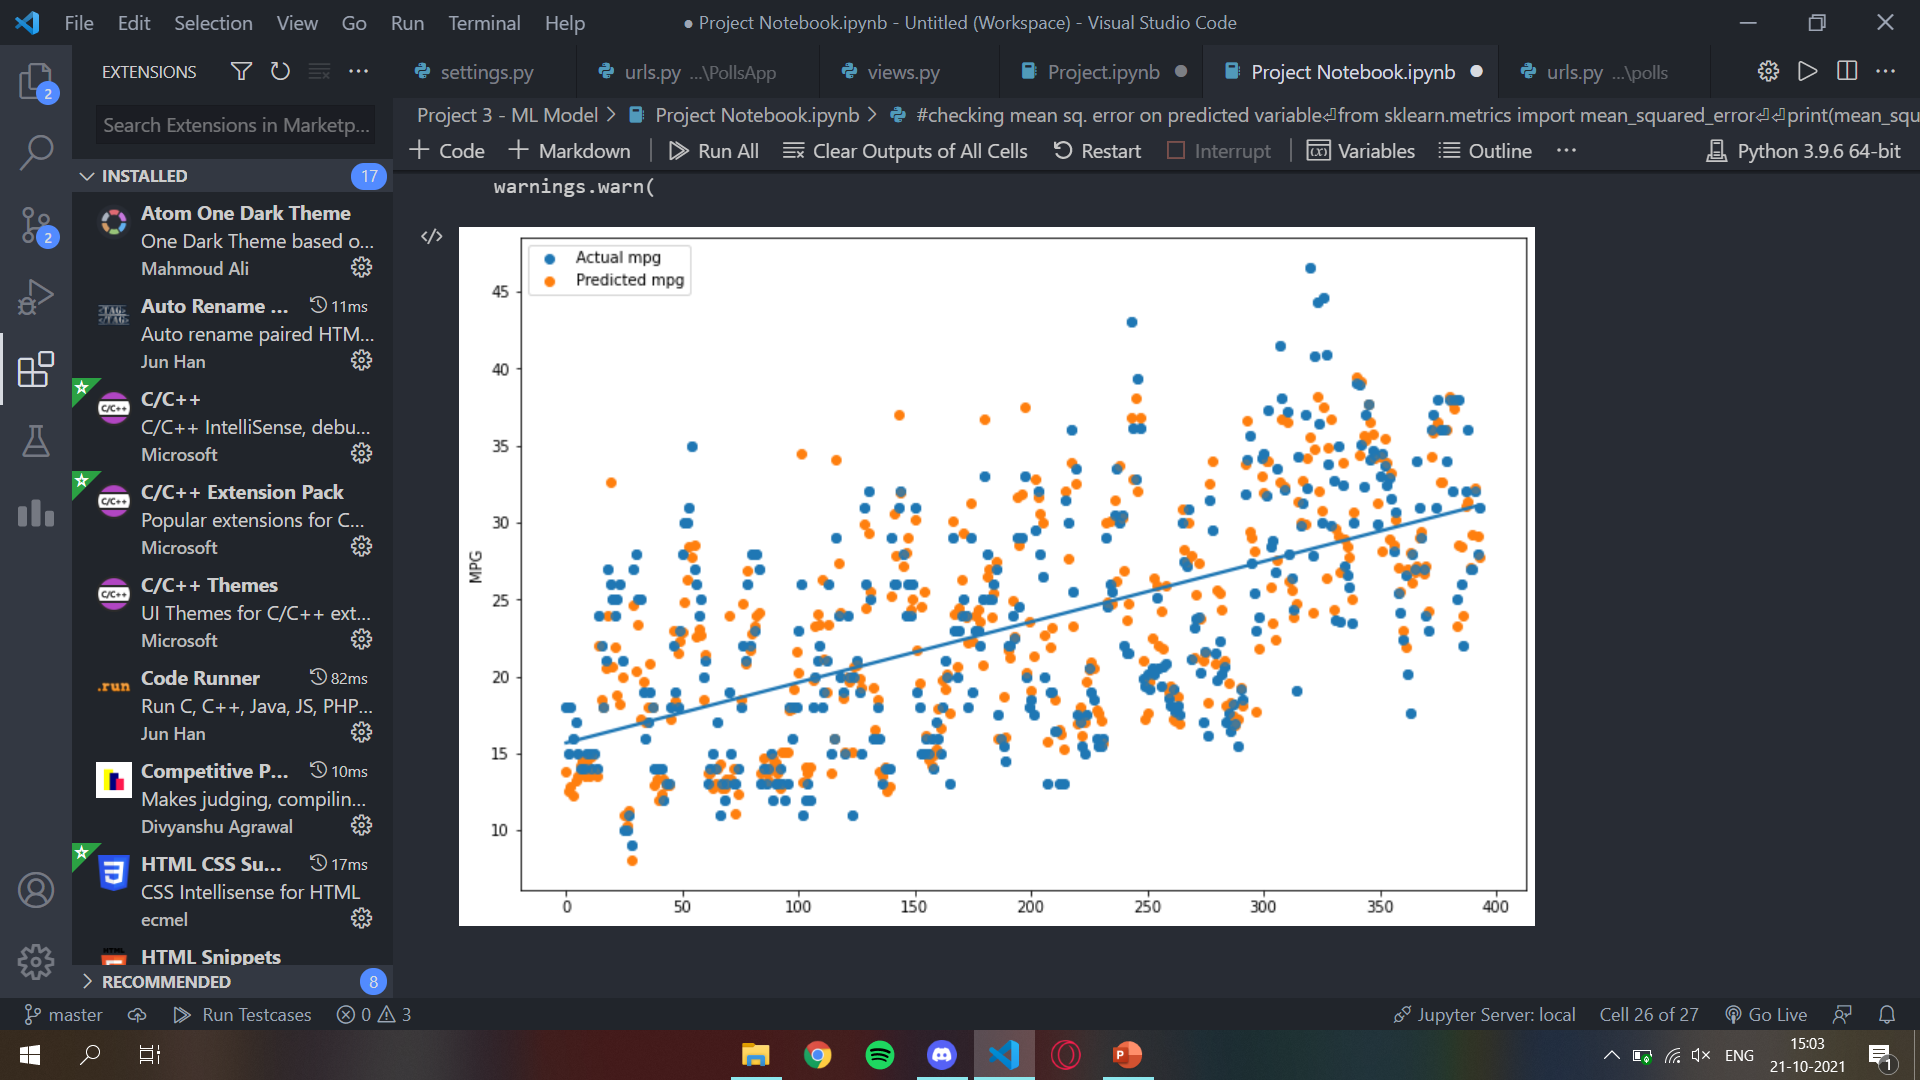 File Edit Selection View Go Run Terminal Help
● Project Notebook.ipynb - Untitled (Workspace) - Visual Studio Code
2
2
EXTENSIONS
Search Extensions in Marketp...
INSTALLED 17
Atom One Dark Theme
One Dark Theme based o...
Mahmoud Ali
Auto Rename ... 11ms
Auto rename paired HTM...
Jun Han
C/C++
C/C++ IntelliSense, debu...
Microsoft
C/C++ Extension Pack
Popular extensions for C...
Microsoft
C/C++ Themes
UI Themes for C/C++ ext...
Microsoft
.run
Code Runner 82ms
Run C, C++, Java, JS, PHP...
Jun Han
Competitive P... 10ms
Makes judging, compilin...
Divyanshu Agrawal
HTML CSS Su... 17ms
CSS Intellisense for HTML
ecmel
HTML Snippets
RECOMMENDED 8
settings.py urls.py ...\PollsApp views.py Project.ipynb Project Notebook.ipynb urls.py ...\polls
Project 3 - ML Model > Project Notebook.ipynb > #checking mean sq. error on predicted variable⏎from sklearn.metrics import mean_squared_error⏎⏎print(mean_squ
Code Markdown Run All Clear Outputs of All Cells Restart Interrupt Variables Outline ... Python 3.9.6 64-bit
warnings.warn(
Actual mpg
Predicted mpg
MPG
45
40
35
30
25
20
15
10
0 50 100 150 200 250 300 350 400
master Run Testcases 0 3
Jupyter Server: local Cell 26 of 27 Go Live
ENG 15:03
21-10-2021
1